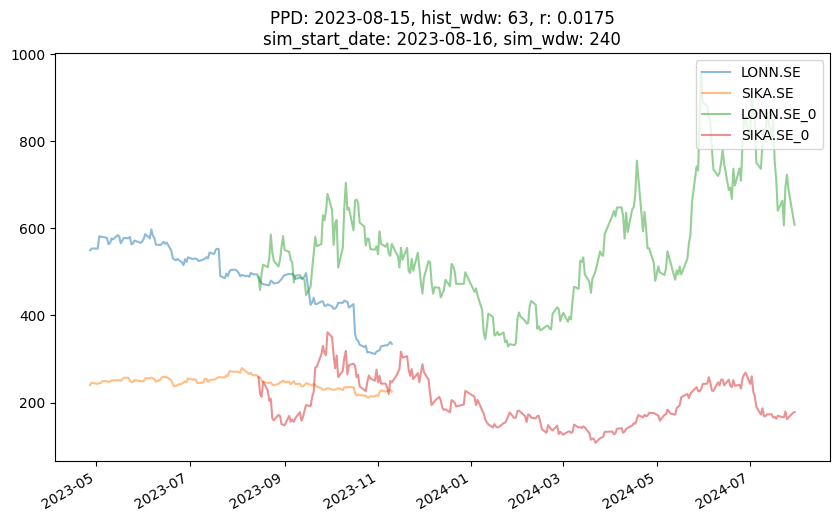 PPD: 2023-08-15, hist_wdw: 63, r: 0.0175
sim_start_date: 2023-08-16, sim_wdw: 240
LONN.SE
SIKA.SE
LONN.SE_0
SIKA.SE_0
1000
800
600
400
200
2023-05
2023-07
2023-09
2023-11
2024-01
2024-03
2024-05
2024-07